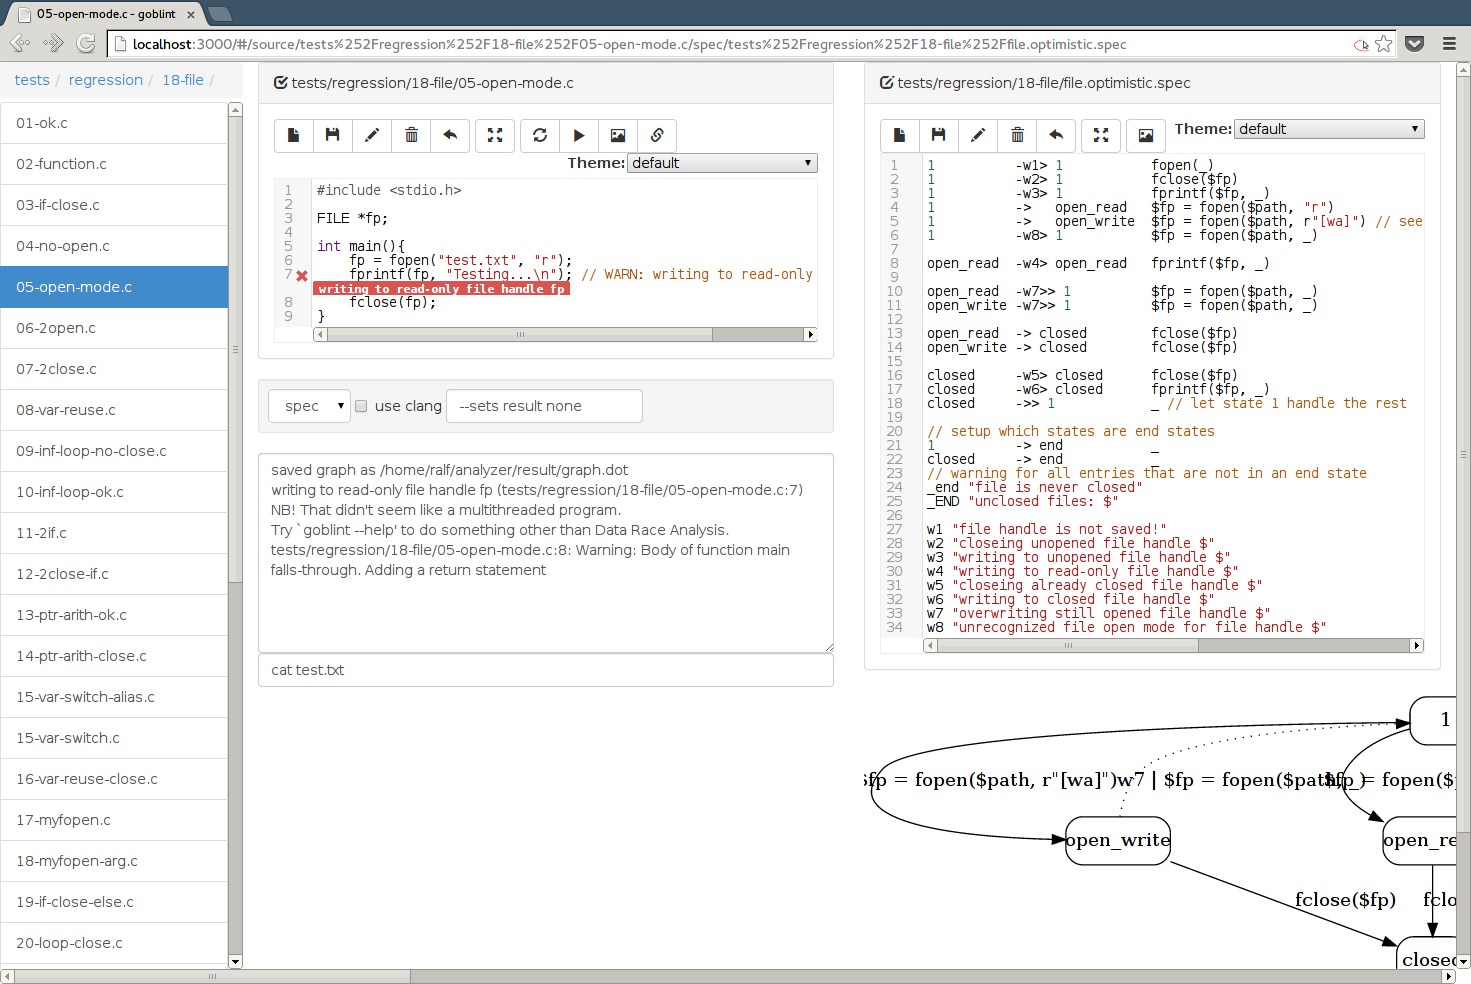 05-open-mode.c - goblint
localhost:3000/#/source/tests%252Fregression%252F18-file%252F05-open-mode.c/spec/tests%252Fregression%252F18-file%252Ffile.optimistic.spec
tests / regression / 18-file /
01-ok.c
02-function.c
03-if-close.c
04-no-open.c
05-open-mode.c
06-2open.c
07-2close.c
08-var-reuse.c
09-inf-loop-no-close.c
10-inf-loop-ok.c
11-2if.c
12-2close-if.c
13-ptr-arith-ok.c
14-ptr-arith-close.c
15-var-switch-alias.c
15-var-switch.c
16-var-reuse-close.c
17-myfopen.c
18-myfopen-arg.c
19-if-close-else.c
20-loop-close.c
tests/regression/18-file/05-open-mode.c
Theme: default
1 #include <stdio.h>
2
3 FILE *fp;
4
5 int main(){
6     fp = fopen("test.txt", "r");
7     fprintf(fp, "Testing...\n"); // WARN: writing to read-only
writing to read-only file handle fp
8     fclose(fp);
9 }
spec use clang --sets result none
saved graph as /home/ralf/analyzer/result/graph.dot
writing to read-only file handle fp (tests/regression/18-file/05-open-mode.c:7)
NB! That didn't seem like a multithreaded program.
Try `goblint --help' to do something other than Data Race Analysis.
tests/regression/18-file/05-open-mode.c:8: Warning: Body of function main
falls-through. Adding a return statement
cat test.txt
tests/regression/18-file/file.optimistic.spec
Theme: default
1 1          -w1> 1           fopen(_)
2 1          -w2> 1           fclose($fp)
3 1          -w3> 1           fprintf($fp, _)
4 1          ->   open_read   $fp = fopen($path, "r")
5 1          ->   open_write  $fp = fopen($path, r"[wa]") // see
6 1          -w8> 1           $fp = fopen($path, _)
7
8 open_read  -w4> open_read   fprintf($fp, _)
9
10 open_read  -w7>> 1          $fp = fopen($path, _)
11 open_write -w7>> 1          $fp = fopen($path, _)
12
13 open_read  -> closed        fclose($fp)
14 open_write -> closed        fclose($fp)
15
16 closed     -w5> closed      fclose($fp)
17 closed     -w6> closed      fprintf($fp, _)
18 closed     ->> 1            _ // let state 1 handle the rest
19
20 // setup which states are end states
21 1          -> end           _
22 closed     -> end           _
23 // warning for all entries that are not in an end state
24 _end "file is never closed"
25 _END "unclosed files: $"
26
27 w1 "file handle is not saved!"
28 w2 "closeing unopened file handle $"
29 w3 "writing to unopened file handle $"
30 w4 "writing to read-only file handle $"
31 w5 "closeing already closed file handle $"
32 w6 "writing to closed file handle $"
33 w7 "overwriting still opened file handle $"
34 w8 "unrecognized file open mode for file handle $"
1
$fp = fopen($path, r"[wa]") w7 | $fp = fopen($path, _) = fopen($
open_write
open_re
fclose($fp)
fclo
closed